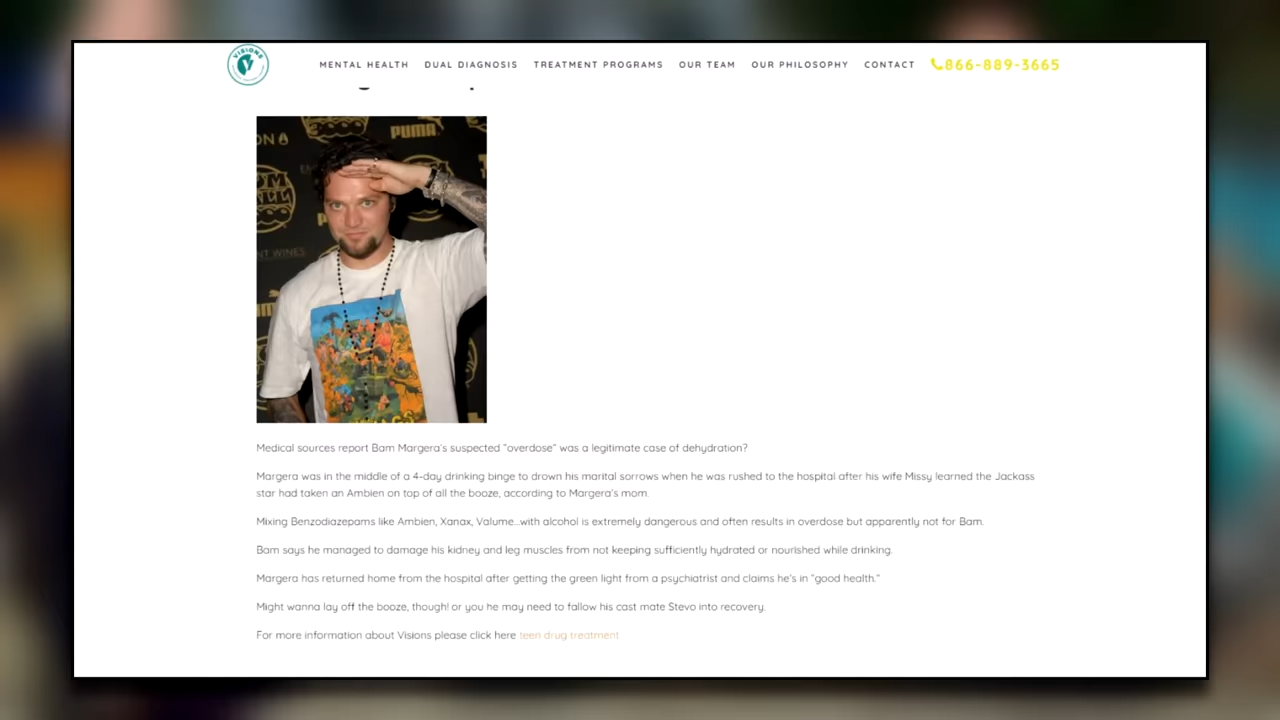 VISIONS
MENTAL HEALTH DUAL DIAGNOSIS TREATMENT PROGRAMS OUR TEAM OUR PHILOSOPHY CONTACT 866-889-3665
PUMA
NT WINES
Medical sources report Bam Margera's suspected "overdose" was a legitimate case of dehydration?
Margera was in the middle of a 4-day drinking binge to drown his marital sorrows when he was rushed to the hospital after his wife Missy learned the Jackass
star had taken an Ambien on top of all the booze, according to Margera's mom.
Mixing Benzodiazepams like Ambien, Xanax, Valume...with alcohol is extremely dangerous and often results in overdose but apparently not for Bam.
Bam says he managed to damage his kidney and leg muscles from not keeping sufficiently hydrated or nourished while drinking.
Margera has returned home from the hospital after getting the green light from a psychiatrist and claims he's in "good health."
Might wanna lay off the booze, though! or you he may need to fallow his cast mate Stevo into recovery.
For more information about Visions please click here teen drug treatment